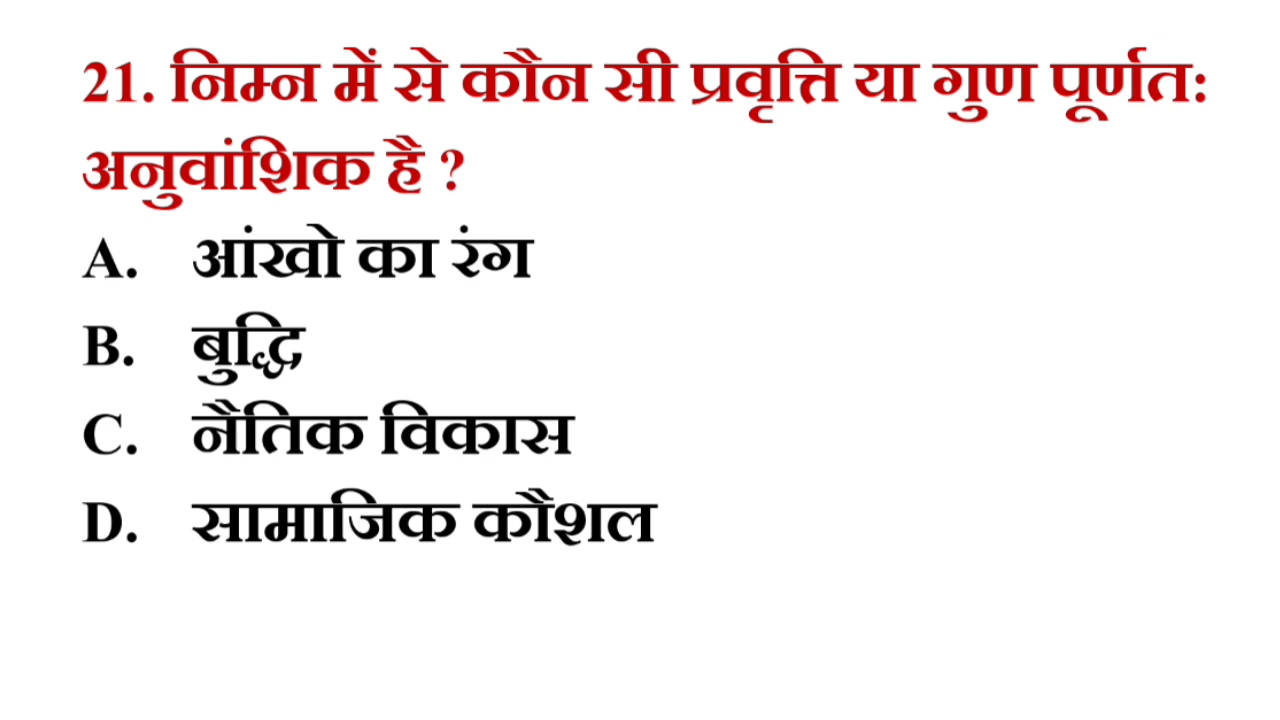 21. निम्न में से कौन सी प्रवृत्ति या गुण पूर्णत:
अनुवांशिक है ?
A. आंखो का रंग
B. बुद्धि
C. नैतिक विकास
D. सामाजिक कौशल